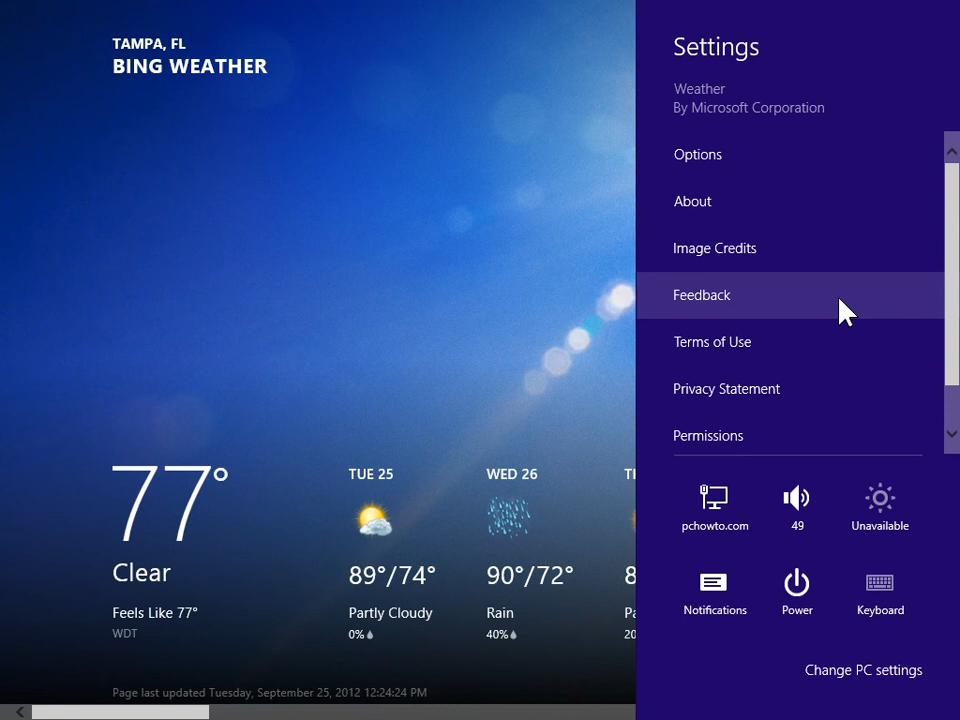 TAMPA, FL
BING WEATHER
77°
Clear
Feels Like 77°
WDT
TUE 25
89°/74°
Partly Cloudy
0%
WED 26
90°/72°
Rain
40%
8
20
Page last updated Tuesday, September 25, 2012 12:24:24 PM
Settings
Weather
By Microsoft Corporation
Options
About
Image Credits
Feedback
Terms of Use
Privacy Statement
Permissions
pchowto.com
49
Unavailable
Notifications
Power
Keyboard
Change PC settings